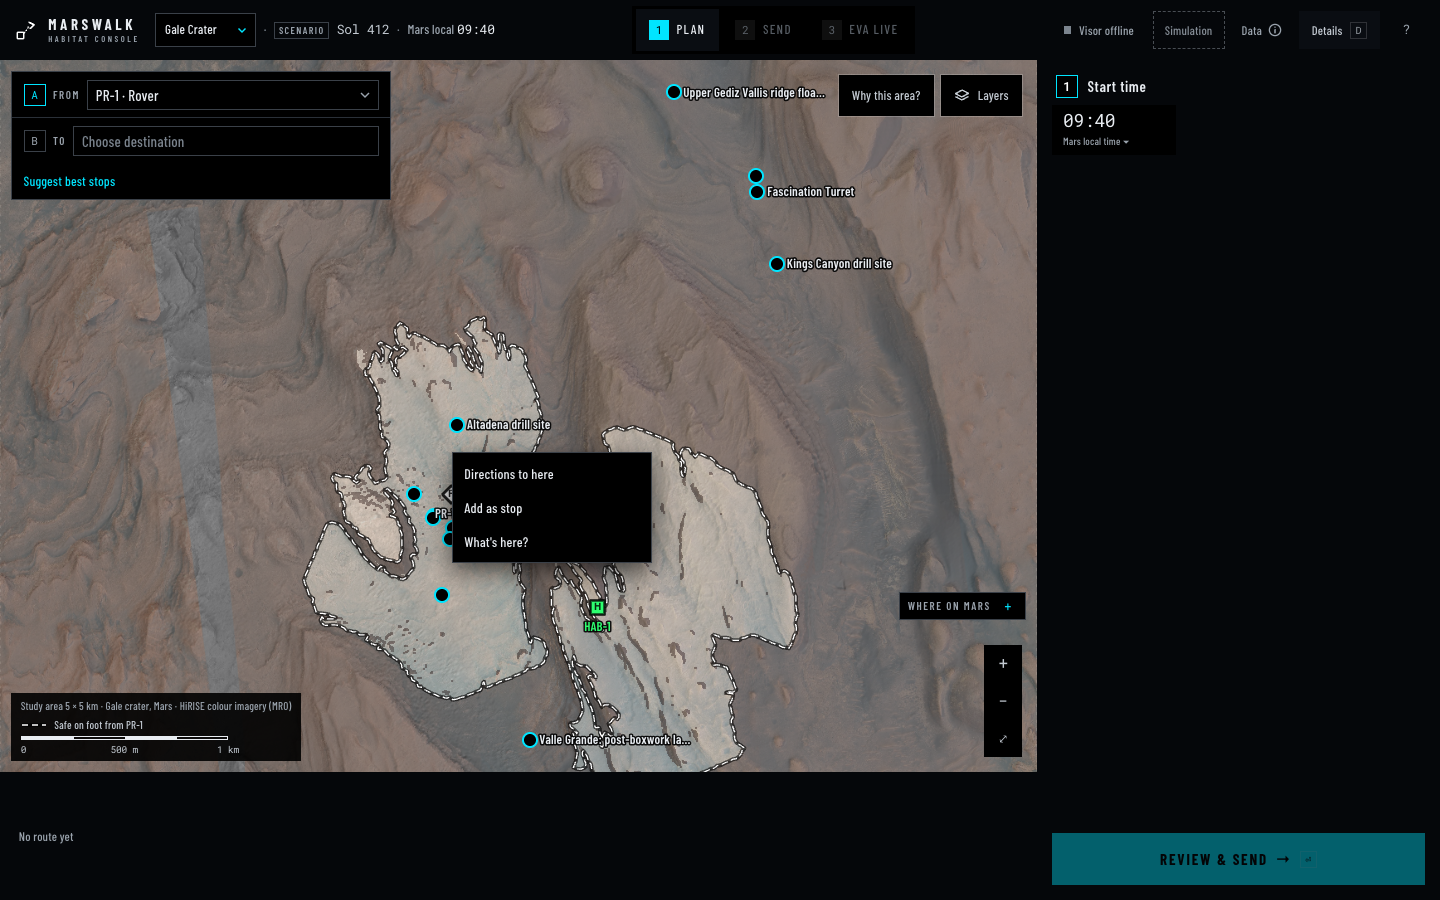 MARSWALK
HABITAT CONSOLE
Gale Crater
· SCENARIO Sol 412 · Mars local 09:40
1 PLAN
2 SEND
3 EVA LIVE
Visor offline
Simulation
Data
Details D
?
A FROM PR-1 · Rover
B TO Choose destination
Suggest best stops
Upper Gediz Vallis ridge floa...
Why this area?
Layers
1 Start time
09:40
Mars local time
Fascination Turret
Kings Canyon drill site
Altadena drill site
Directions to here
Add as stop
What's here?
PR-
H
HAB-1
WHERE ON MARS +
+
−
Study area 5 × 5 km · Gale crater, Mars · HiRISE colour imagery (MRO)
Safe on foot from PR-1
0 500 m 1 km
Valle Grande: post-boxwork la...
No route yet
REVIEW & SEND →